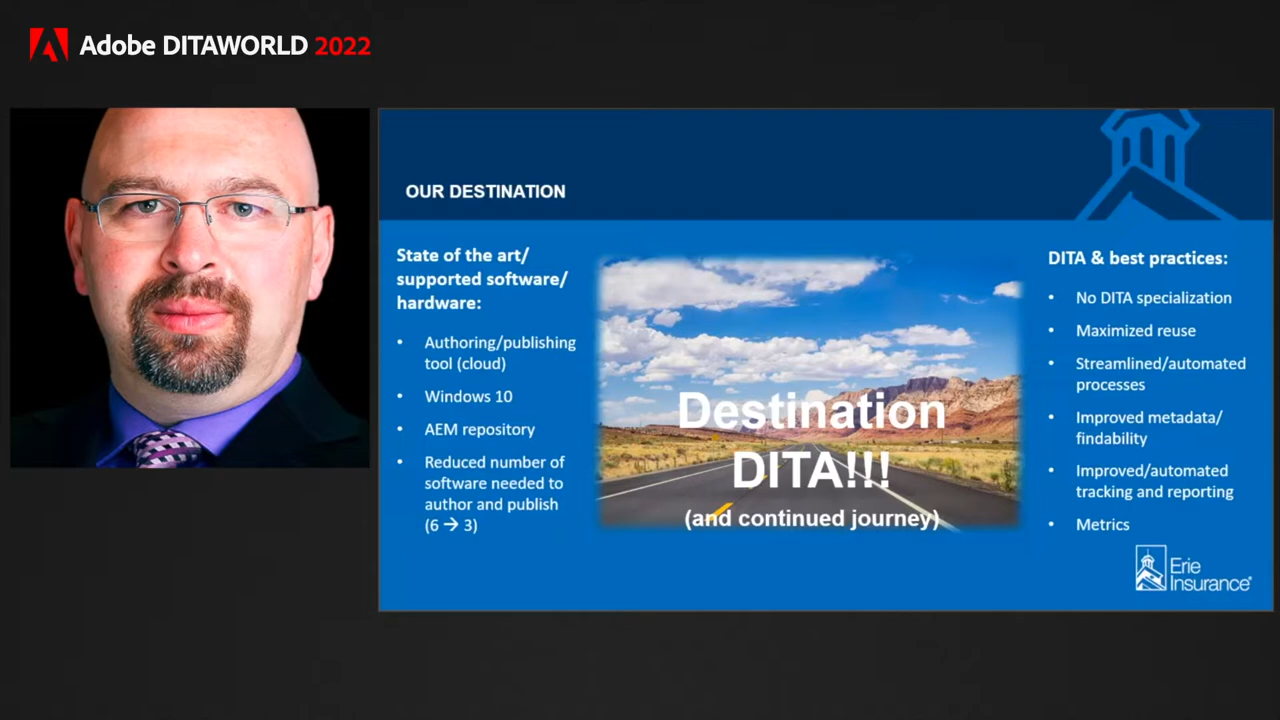 Adobe DITAWORLD 2022
OUR DESTINATION
State of the art/
supported software/
hardware:
• Authoring/publishing
tool (cloud)
• Windows 10
• AEM repository
• Reduced number of
software needed to
author and publish
(6 → 3)
Destination
DITA!!!
(and continued journey)
DITA & best practices:
• No DITA specialization
• Maximized reuse
• Streamlined/automated
processes
• Improved metadata/
findability
• Improved/automated
tracking and reporting
• Metrics
Erie
Insurance®